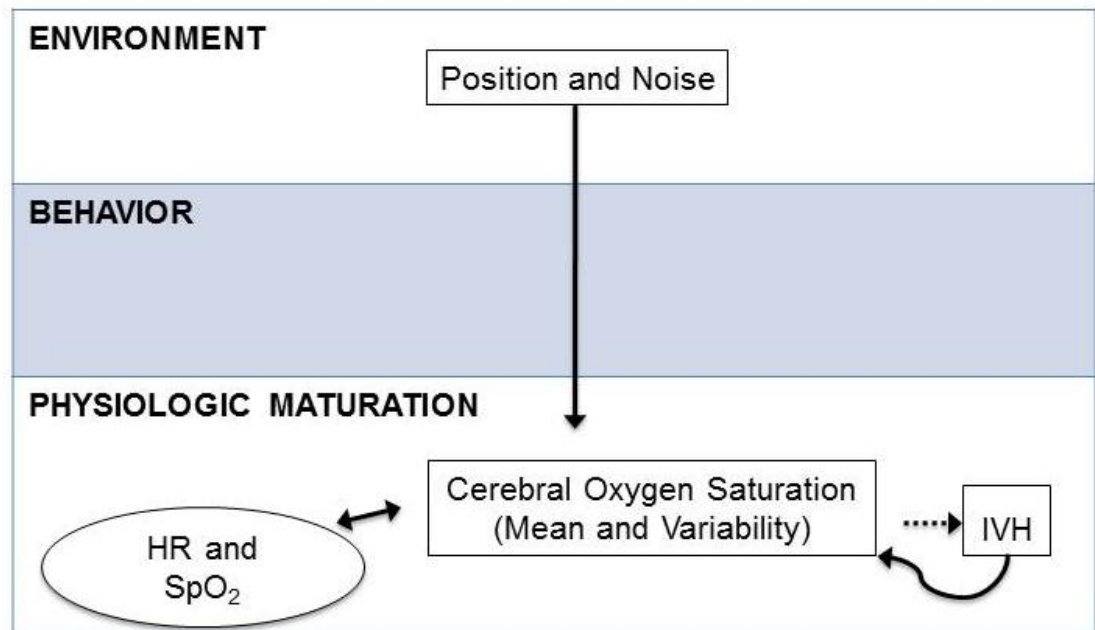 ENVIRONMENT
Position and Noise
BEHAVIOR
PHYSIOLOGIC MATURATION
Cerebral Oxygen Saturation
(Mean and Variability)
IVH
HR and
SpO₂